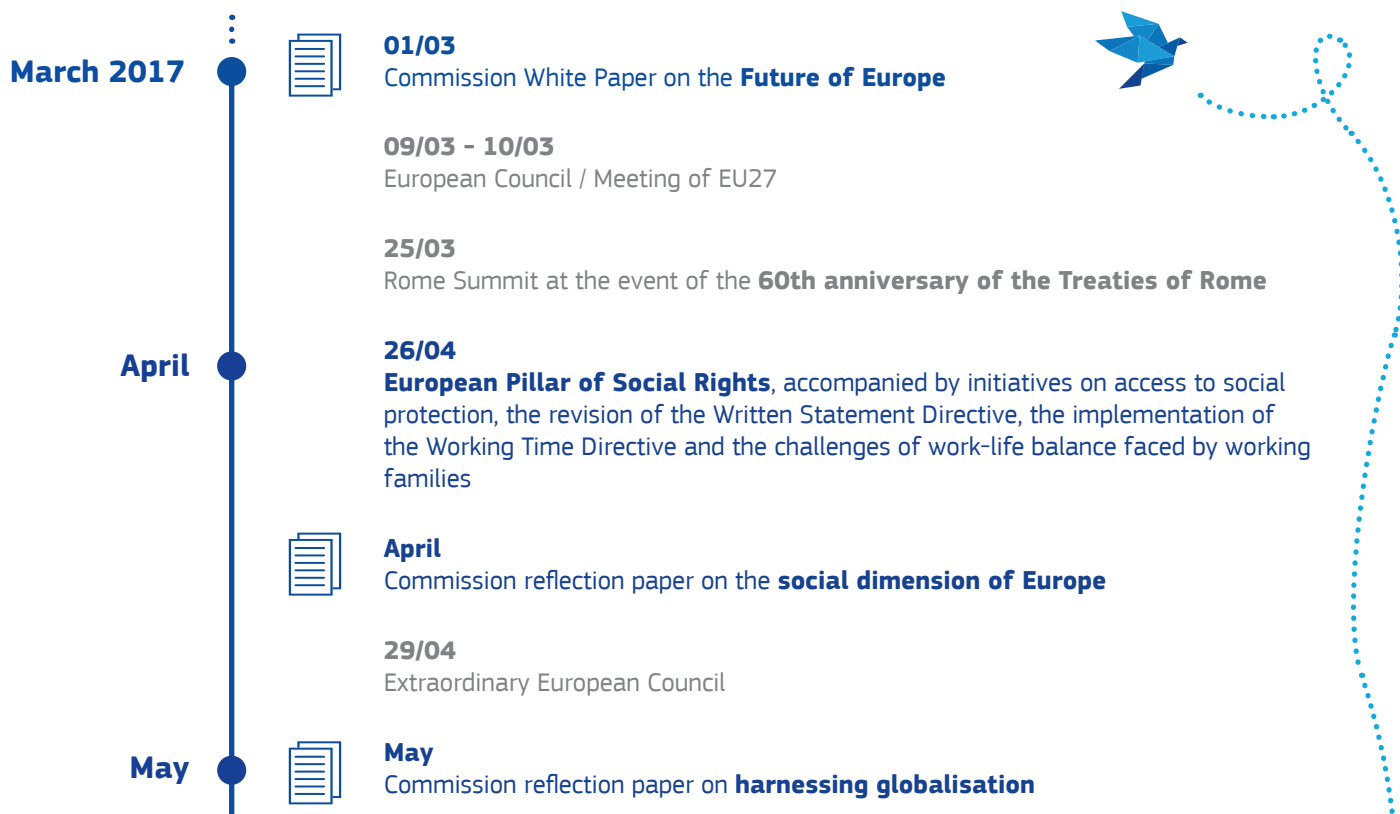 March 2017
01/03
Commission White Paper on the Future of Europe
09/03 - 10/03
European Council / Meeting of EU27
25/03
Rome Summit at the event of the 60th anniversary of the Treaties of Rome
April
26/04
European Pillar of Social Rights, accompanied by initiatives on access to social
protection, the revision of the Written Statement Directive, the implementation of
the Working Time Directive and the challenges of work-life balance faced by working
families
April
Commission reflection paper on the social dimension of Europe
29/04
Extraordinary European Council
May
May
Commission reflection paper on harnessing globalisation